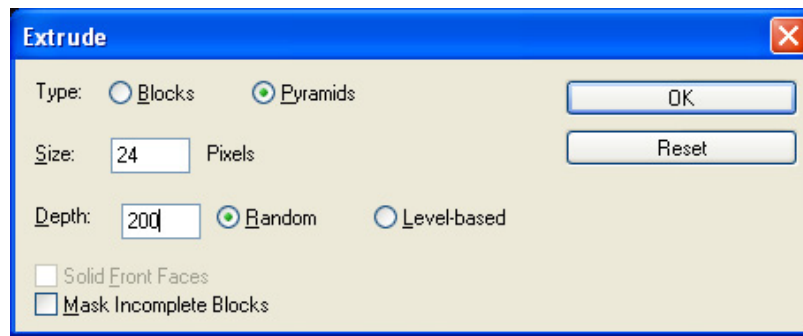 Extrude
Type: Blocks Pyramids OK
Size: 24 Pixels Reset
Depth: 200 Random Level-based
Solid Front Faces
Mask Incomplete Blocks